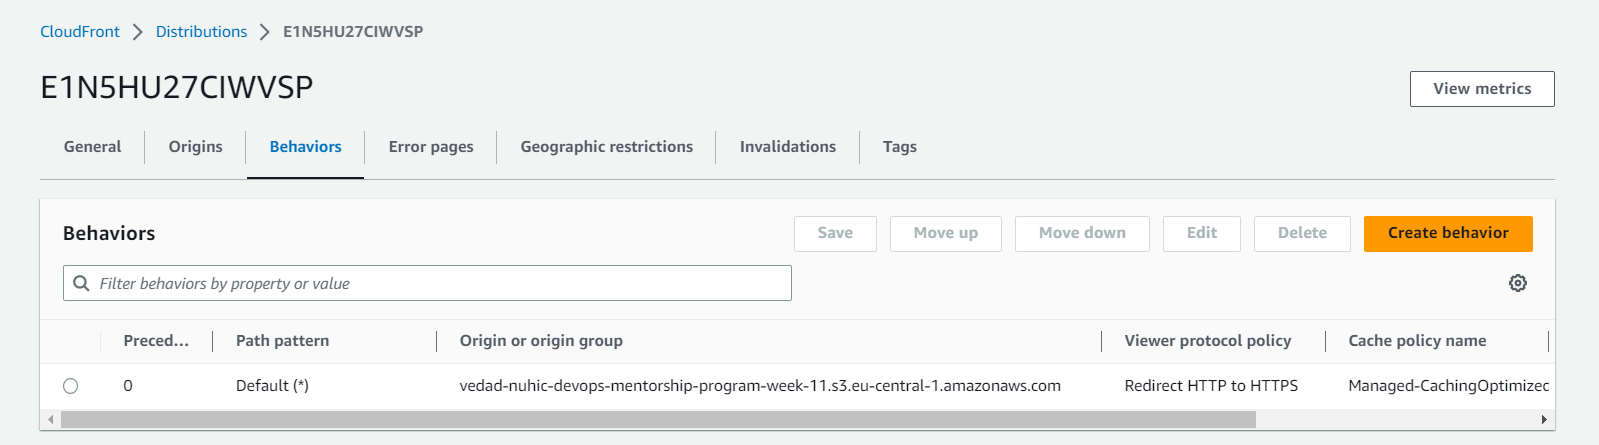 CloudFront > Distributions > E1N5HU27CIWVSP
E1N5HU27CIWVSP
View metrics
General Origins Behaviors Error pages Geographic restrictions Invalidations Tags
Behaviors
Save Move up Move down Edit Delete Create behavior
Filter behaviors by property or value
Preced... Path pattern Origin or origin group Viewer protocol policy Cache policy name
0 Default (*) vedad-nuhic-devops-mentorship-program-week-11.s3.eu-central-1.amazonaws.com Redirect HTTP to HTTPS Managed-CachingOptimized